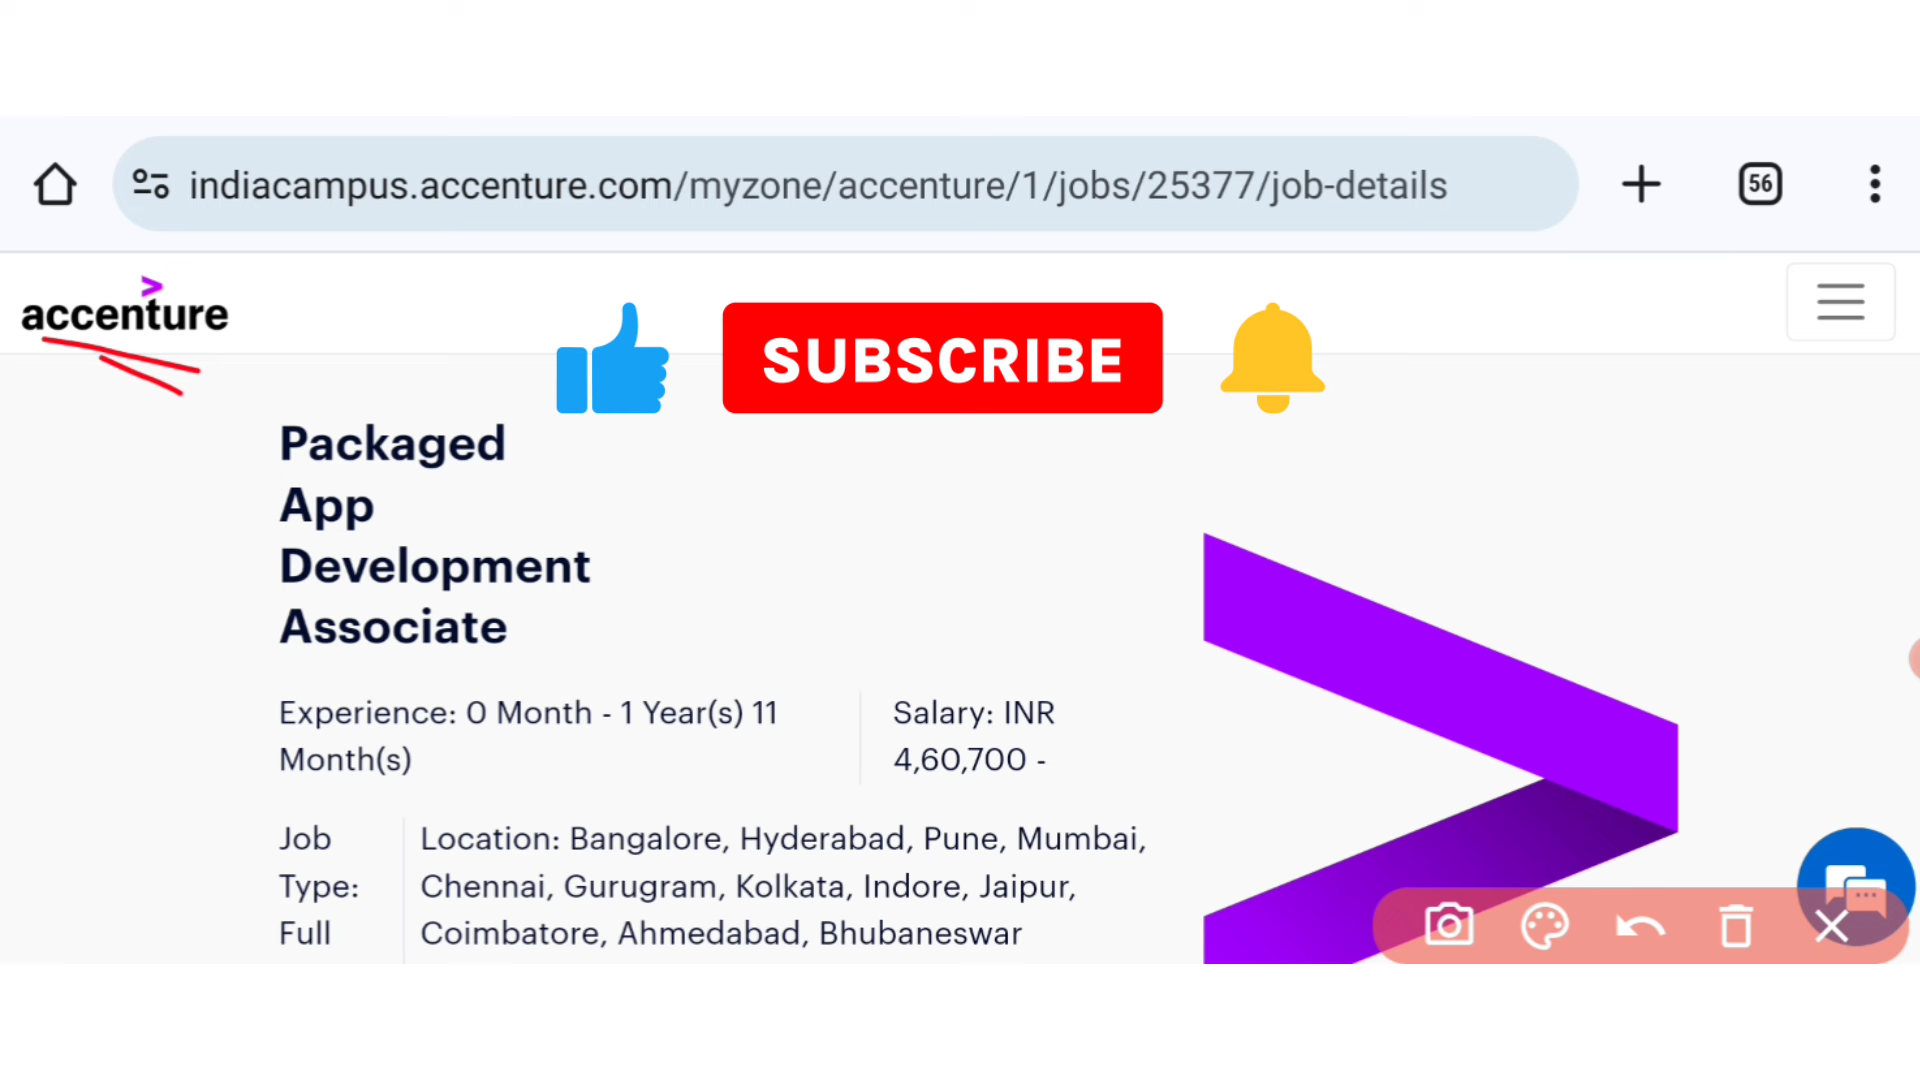 indiacampus.accenture.com/myzone/accenture/1/jobs/25377/job-details
56
accenture
SUBSCRIBE
Packaged
App
Development
Associate
Experience: 0 Month - 1 Year(s) 11
Month(s)
Salary: INR
4,60,700 -
Job
Type:
Full
Location: Bangalore, Hyderabad, Pune, Mumbai,
Chennai, Gurugram, Kolkata, Indore, Jaipur,
Coimbatore, Ahmedabad, Bhubaneswar